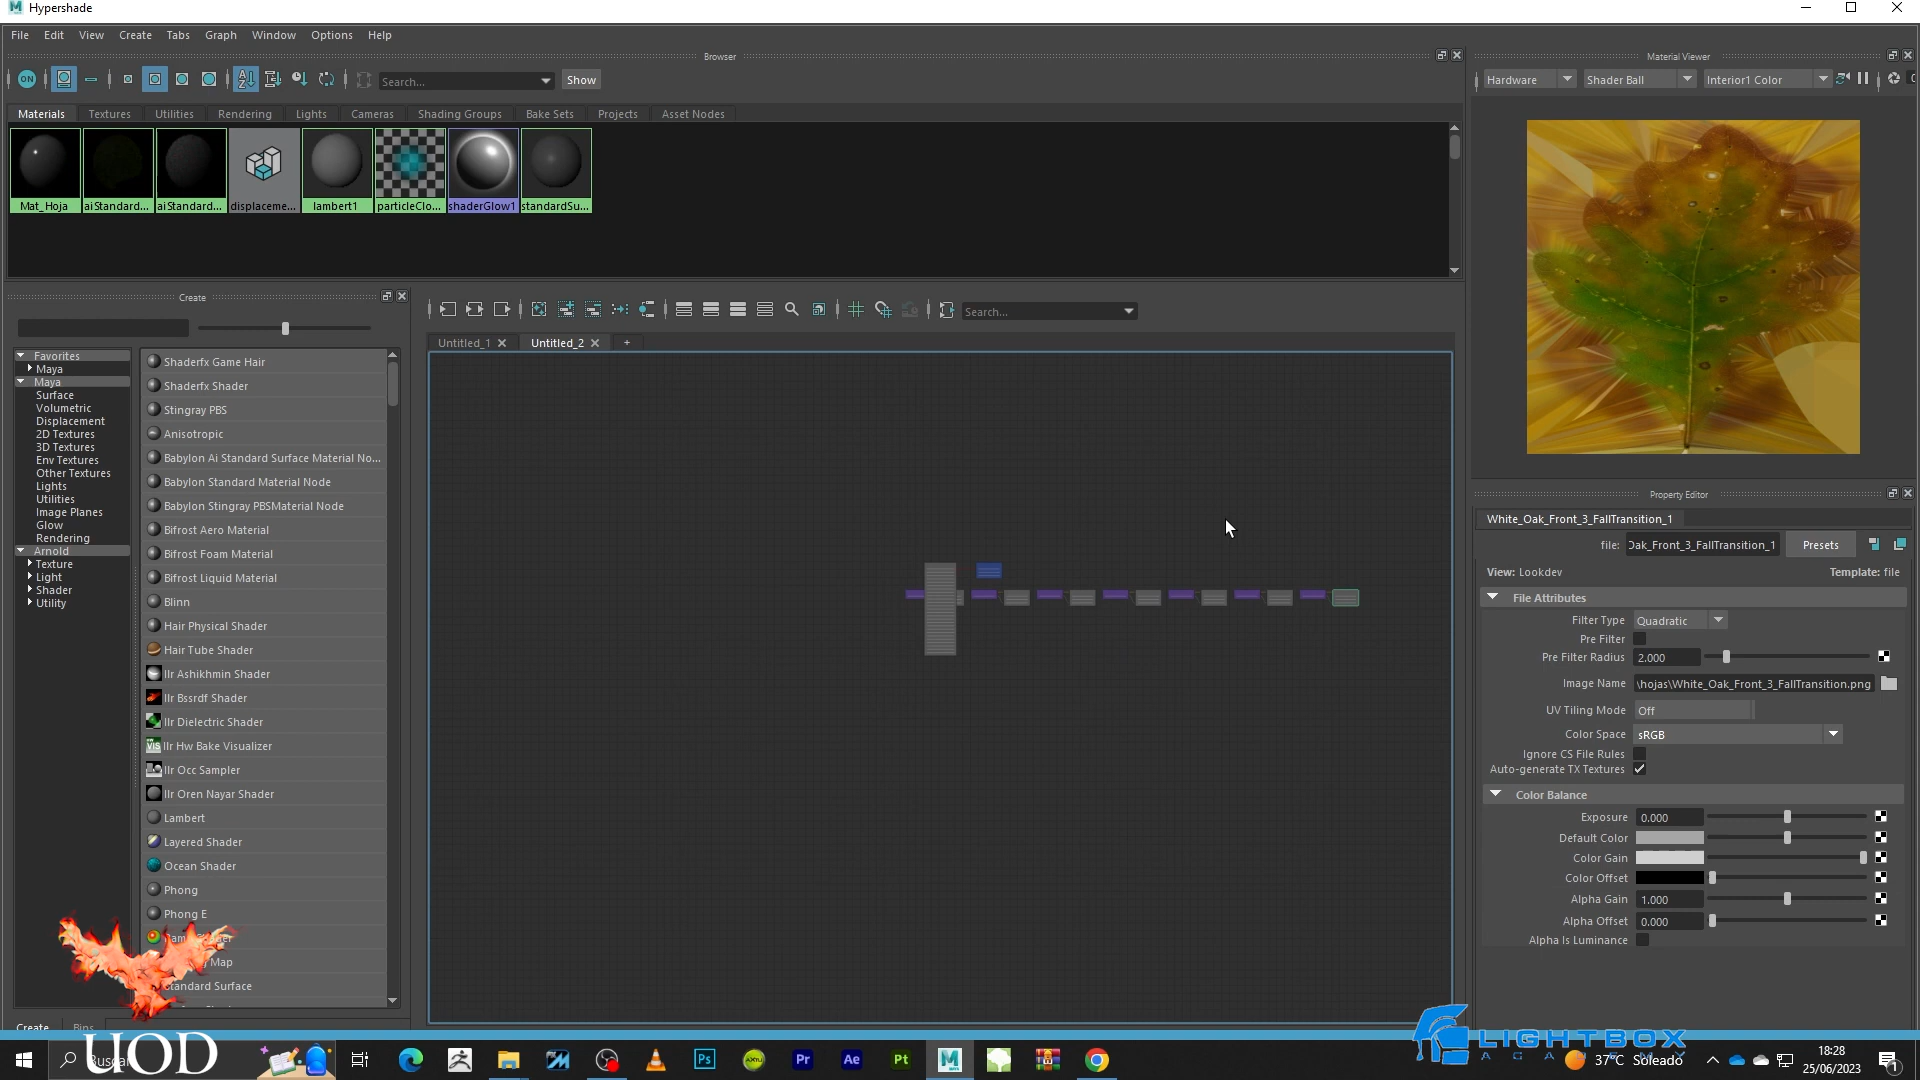 Hypershade
File Edit View Create Tabs Graph Window Options Help
Browser
ON
Search...
Show
Materials Textures Utilities Rendering Lights Cameras Shading Groups Bake Sets Projects Asset Nodes
Mat_Hoja aiStandard... aiStandard... displaceme... lambert1 particleClo... shaderGlow1 standardSu...
Material Viewer
Hardware Shader Ball Interior1 Color
Create
Favorites
Maya
Maya
Surface
Volumetric
Displacement
2D Textures
3D Textures
Env Textures
Other Textures
Lights
Utilities
Image Planes
Glow
Rendering
Arnold
Texture
Light
Shader
Utility
Shaderfx Game Hair
Shaderfx Shader
Stingray PBS
Anisotropic
Babylon Ai Standard Surface Material No...
Babylon Standard Material Node
Babylon Stingray PBSMaterial Node
Bifrost Aero Material
Bifrost Foam Material
Bifrost Liquid Material
Blinn
Hair Physical Shader
Hair Tube Shader
Ilr Ashikhmin Shader
Ilr Bssrdf Shader
Ilr Dielectric Shader
Ilr Hw Bake Visualizer
Ilr Occ Sampler
Ilr Oren Nayar Shader
Lambert
Layered Shader
Ocean Shader
Phong
Phong E
Map
Standard Surface
Create Bins
Search...
Untitled_1 Untitled_2 +
Property Editor
White_Oak_Front_3_FallTransition_1
file: Oak_Front_3_FallTransition_1 Presets
View: Lookdev Template: file
File Attributes
Filter Type Quadratic
Pre Filter
Pre Filter Radius 2.000
Image Name \hojas\White_Oak_Front_3_FallTransition.png
UV Tiling Mode Off
Color Space sRGB
Ignore CS File Rules
Auto-generate TX Textures
Color Balance
Exposure 0.000
Default Color
Color Gain
Color Offset
Alpha Gain 1.000
Alpha Offset 0.000
Alpha Is Luminance
UOD
LIGHTBOX
ACADEMY
Ps Pr Ae Pt M
37°C Soleado
18:28
25/06/2023
1